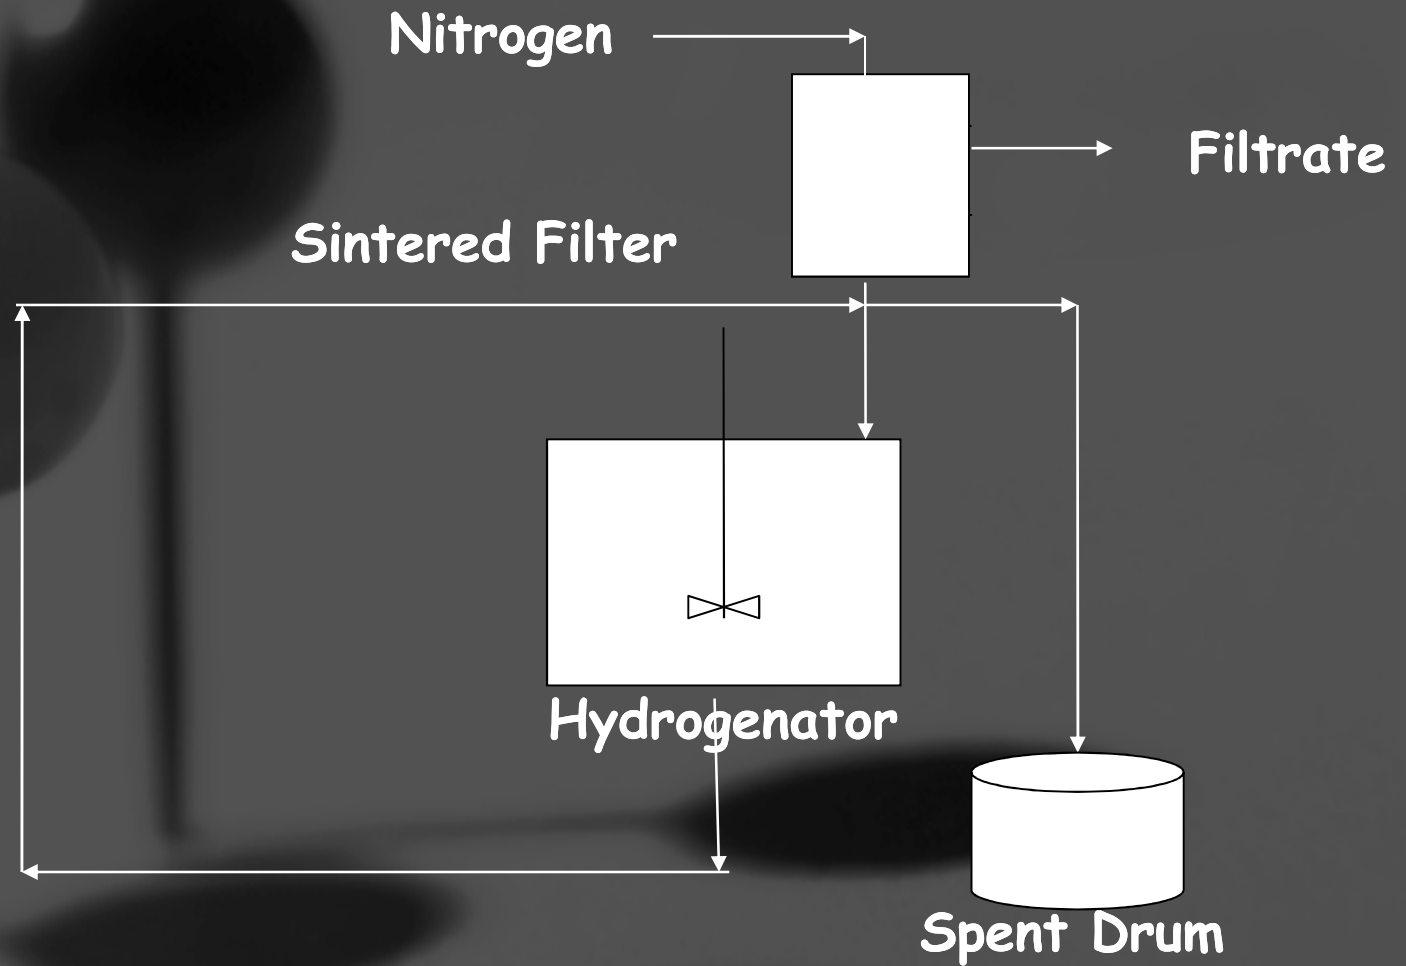 Nitrogen
Filtrate
Sintered Filter
Hydrogenator
Spent Drum